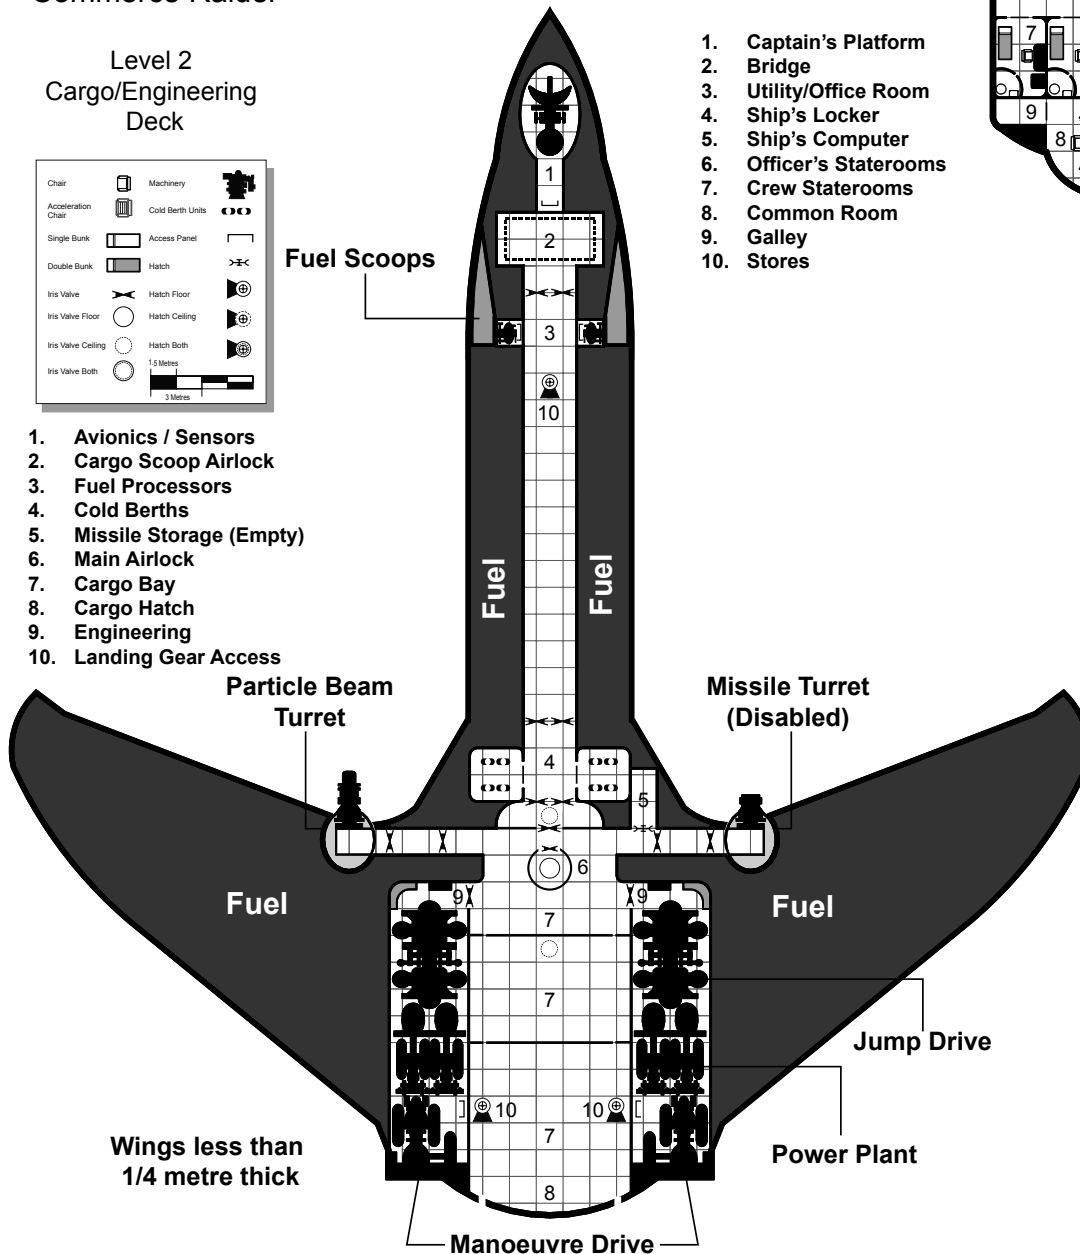 Commerce Raider
Level 2
Cargo/Engineering
Deck
Chair
Machinery
Acceleration
Chair
Cold Berth Units
Single Bunk
Access Panel
Double Bunk
Hatch
Iris Valve
Hatch Floor
Iris Valve Floor
Hatch Ceiling
Iris Valve Ceiling
Hatch Both
Iris Valve Both
1.5 Metres
3 Metres
1. Avionics / Sensors
2. Cargo Scoop Airlock
3. Fuel Processors
4. Cold Berths
5. Missile Storage (Empty)
6. Main Airlock
7. Cargo Bay
8. Cargo Hatch
9. Engineering
10. Landing Gear Access
1. Captain's Platform
2. Bridge
3. Utility/Office Room
4. Ship's Locker
5. Ship's Computer
6. Officer's Staterooms
7. Crew Staterooms
8. Common Room
9. Galley
10. Stores
7
9
8
1
2
Fuel Scoops
3
10
Fuel
Fuel
Particle Beam
Turret
Missile Turret
(Disabled)
4
5
6
9
9
7
Fuel
Fuel
7
Jump Drive
10
10
7
Power Plant
Wings less than
1/4 metre thick
8
Manoeuvre Drive